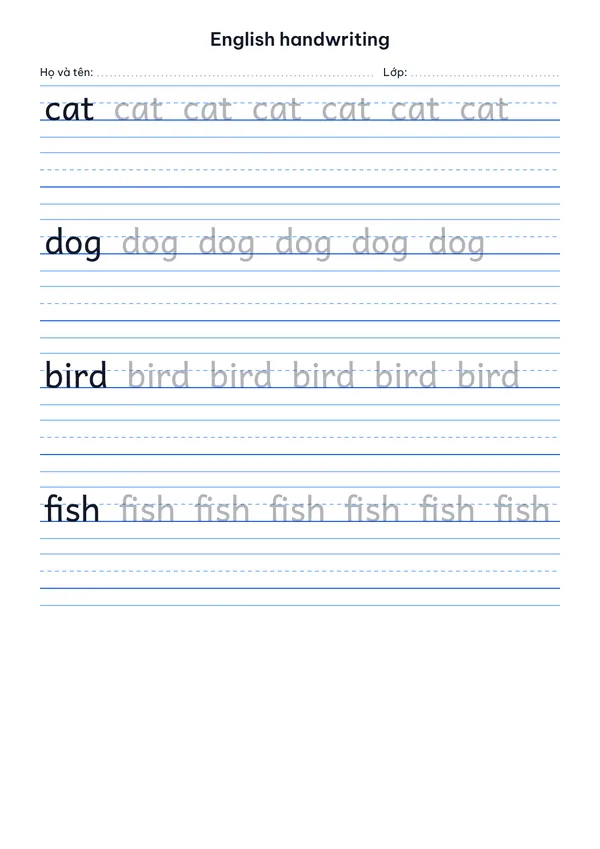 English handwriting
Họ và tên: Lớp:
cat cat cat cat cat cat cat
dog dog dog dog dog dog
bird bird bird bird bird bird
fish fish fish fish fish fish fish